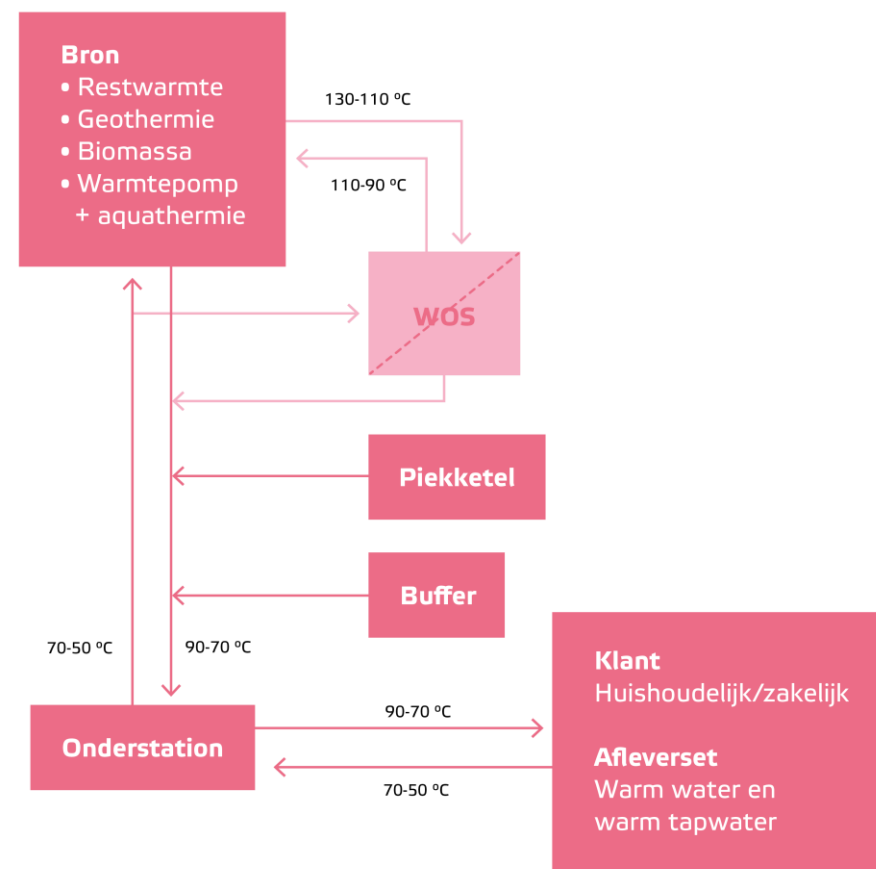 Bron
• Restwarmte
• Geothermie
• Biomassa
• Warmtepomp
+ aquathermie
130-110 ºC
110-90 ºC
WOS
Piekketel
Buffer
70-50 ºC
90-70 ºC
Onderstation
90-70 ºC
70-50 ºC
Klant
Huishoudelijk/zakelijk
Afleverset
Warm water en
warm tapwater